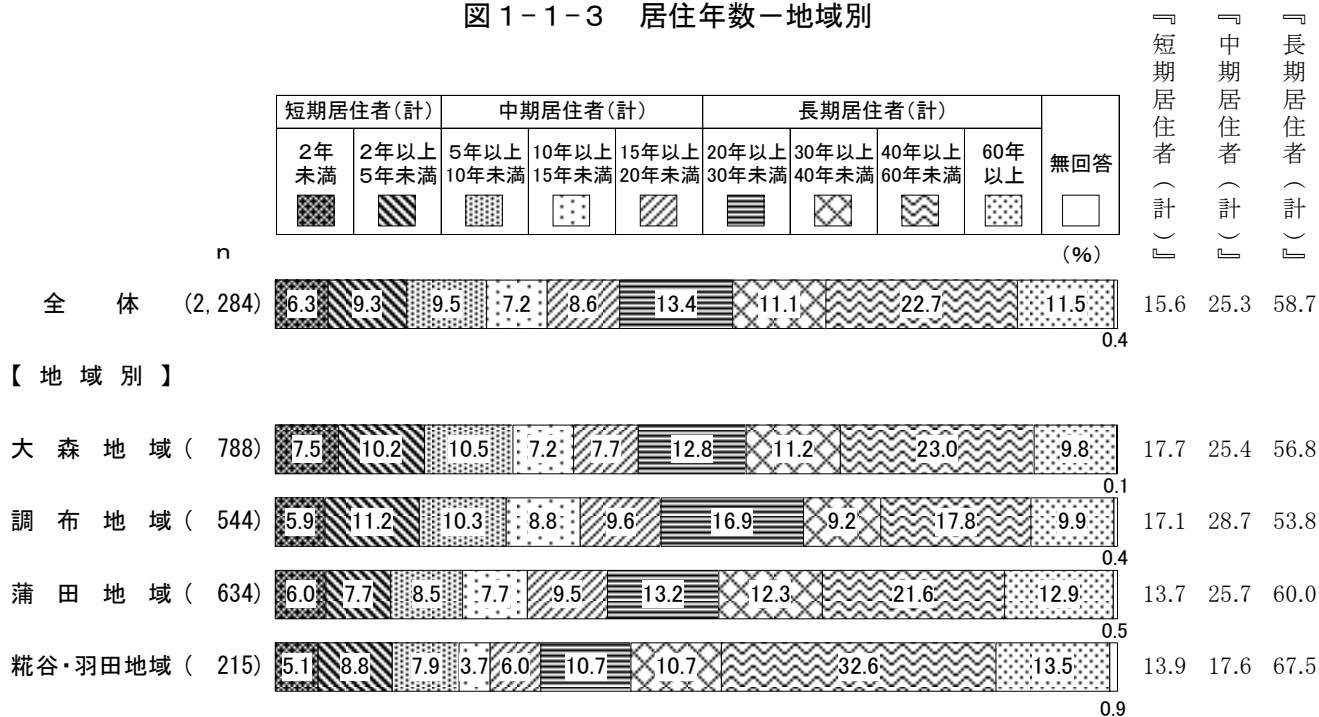 図1-1-3 居住年数－地域別
『短期居住者（計）』
『中期居住者（計）』
『長期居住者（計）』
短期居住者(計) 中期居住者(計) 長期居住者(計)
2年未満 2年以上5年未満 5年以上10年未満 10年以上15年未満 15年以上20年未満 20年以上30年未満 30年以上40年未満 40年以上60年未満 60年以上 無回答
n (%)
全体 (2,284) 6.3 9.3 9.5 7.2 8.6 13.4 11.1 22.7 11.5 15.6 25.3 58.7
0.4
【地域別】
大森地域 ( 788) 7.5 10.2 10.5 7.2 7.7 12.8 11.2 23.0 9.8 17.7 25.4 56.8
0.1
調布地域 ( 544) 5.9 11.2 10.3 8.8 9.6 16.9 9.2 17.8 9.9 17.1 28.7 53.8
0.4
蒲田地域 ( 634) 6.0 7.7 8.5 7.7 9.5 13.2 12.3 21.6 12.9 13.7 25.7 60.0
0.5
糀谷・羽田地域 ( 215) 5.1 8.8 7.9 3.7 6.0 10.7 10.7 32.6 13.5 13.9 17.6 67.5
0.9